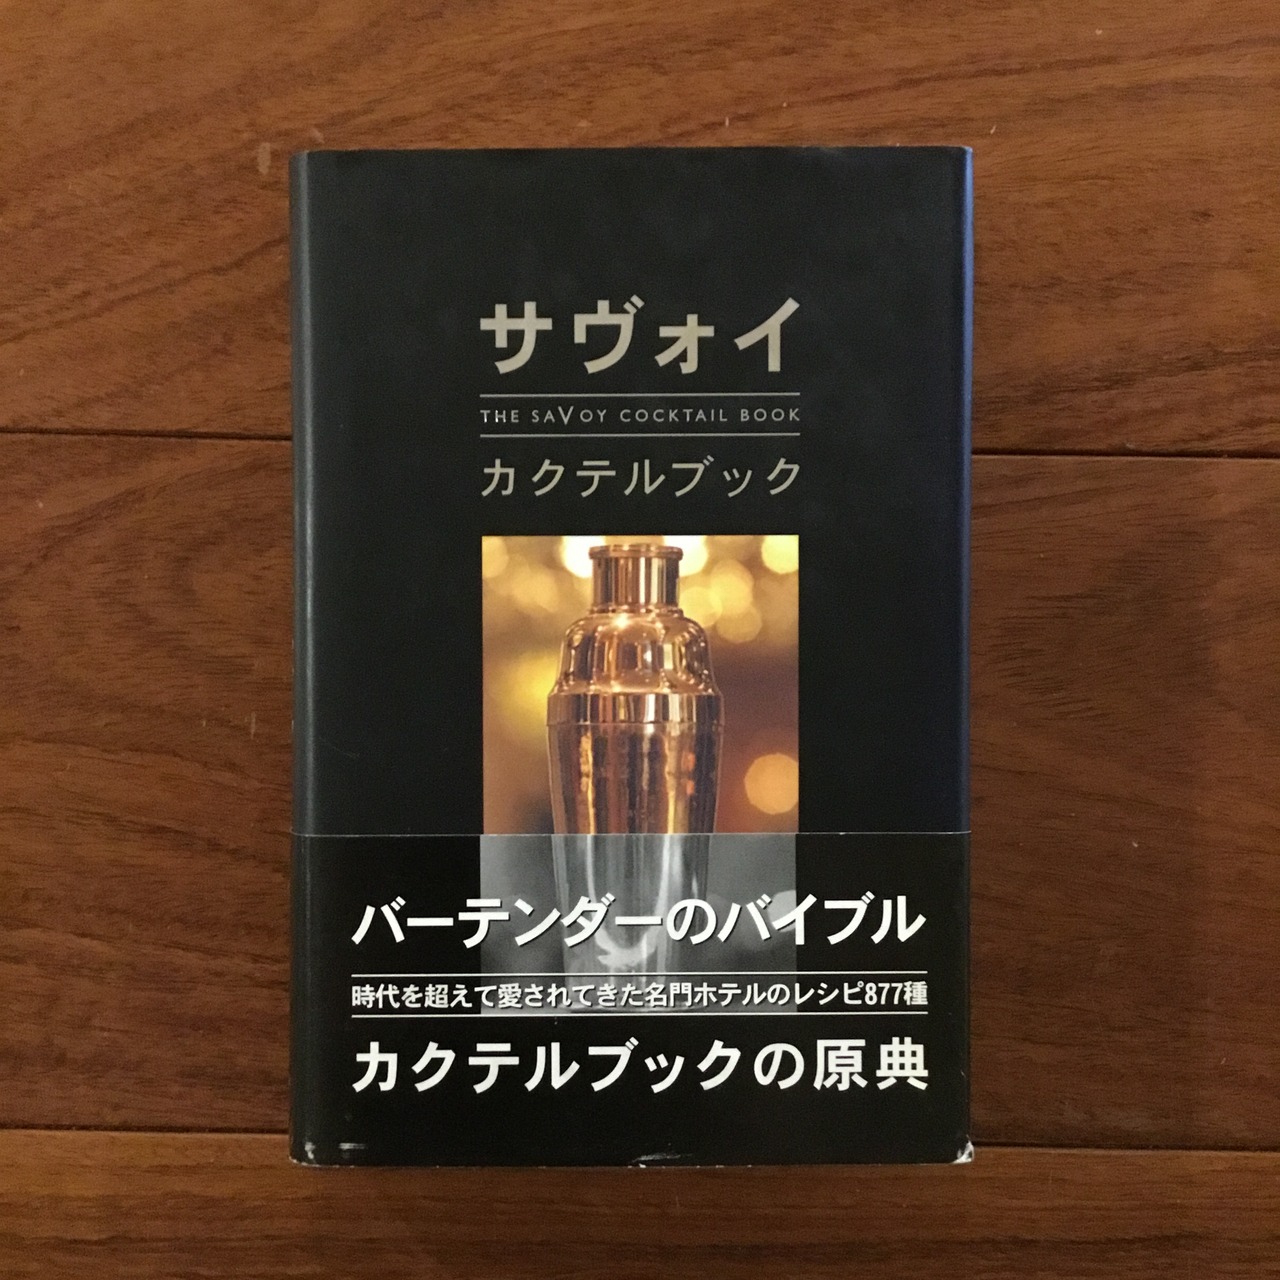 サヴォイ
THE SAVOY COCKTAIL BOOK
カクテルブック
バーテンダーのバイブル
時代を超えて愛されてきた名門ホテルのレシピ877種
カクテルブックの原典